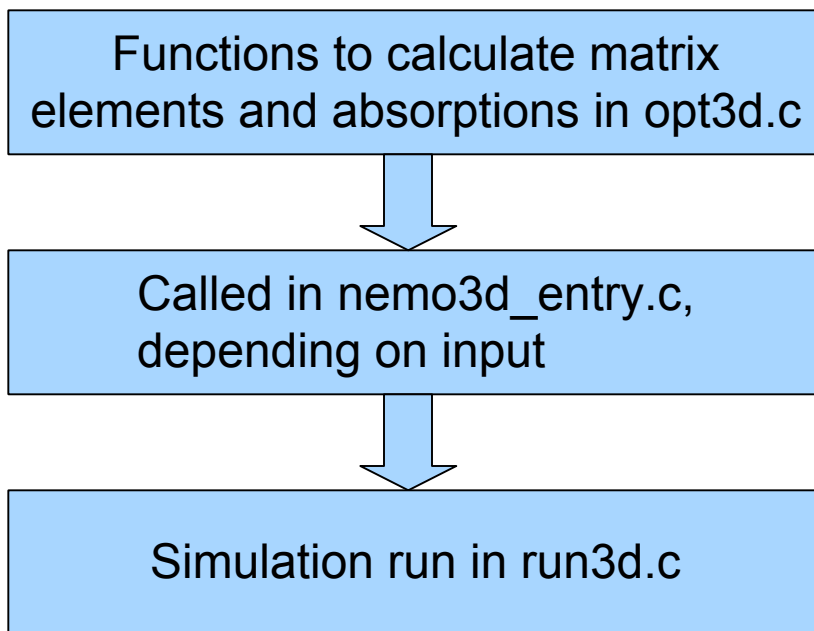 Functions to calculate matrix
elements and absorptions in opt3d.c
Called in nemo3d_entry.c,
depending on input
Simulation run in run3d.c